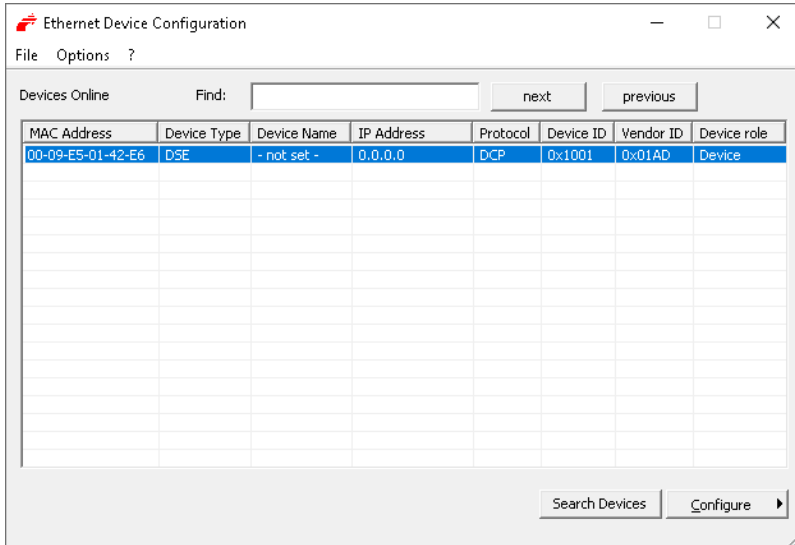 Ethernet Device Configuration
File Options ?
Devices Online Find: next previous
MAC Address Device Type Device Name IP Address Protocol Device ID Vendor ID Device role
00-09-E5-01-42-E6 DSE - not set - 0.0.0.0 DCP 0x1001 0x01AD Device
Search Devices Configure